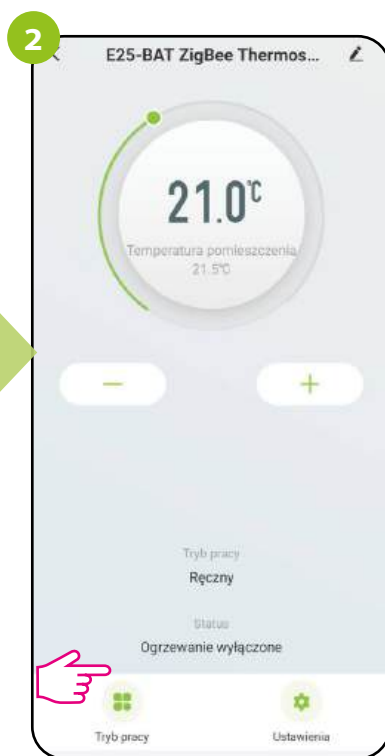 2
E25-BAT ZigBee Thermos...
21.0°C
Temperatura pomieszczenia
21.5°C
−
+
Tryb pracy
Ręczny
Status
Ogrzewanie wyłączone
Tryb pracy
Ustawienia